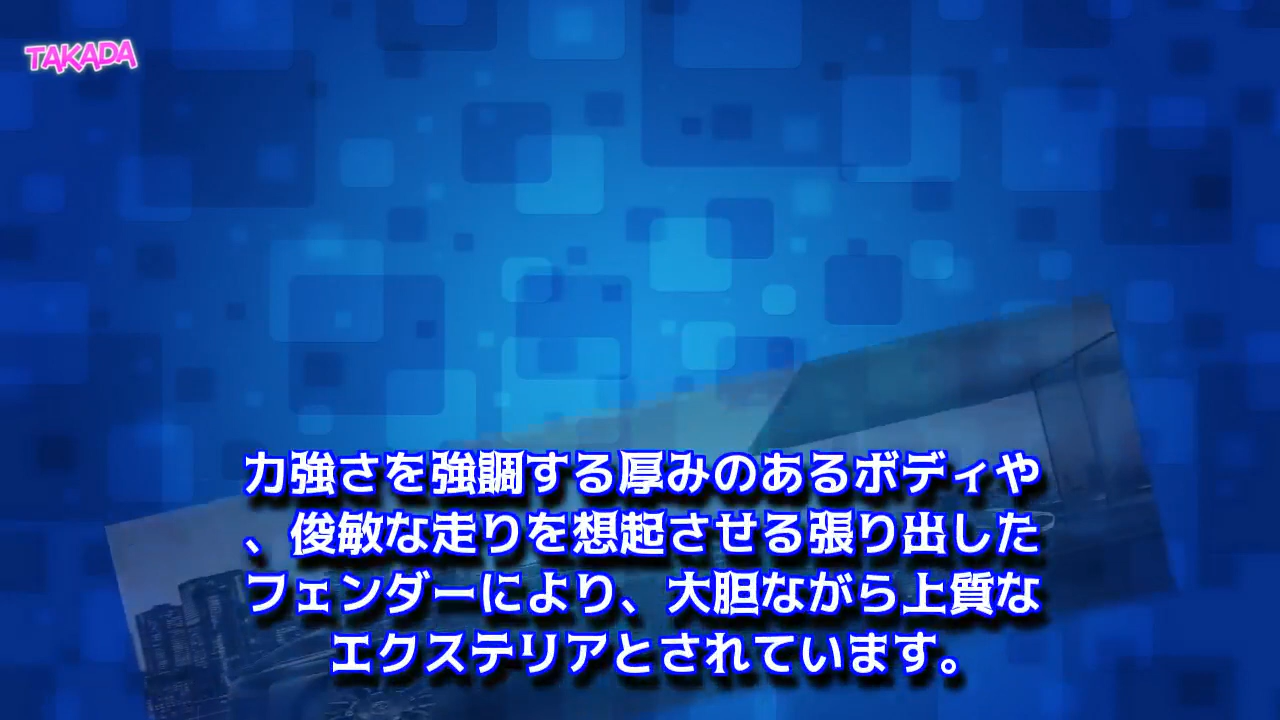 TAKADA
力強さを強調する厚みのあるボディや
、俊敏な走りを想起させる張り出した
フェンダーにより、大胆ながら上質な
エクステリアとされています。